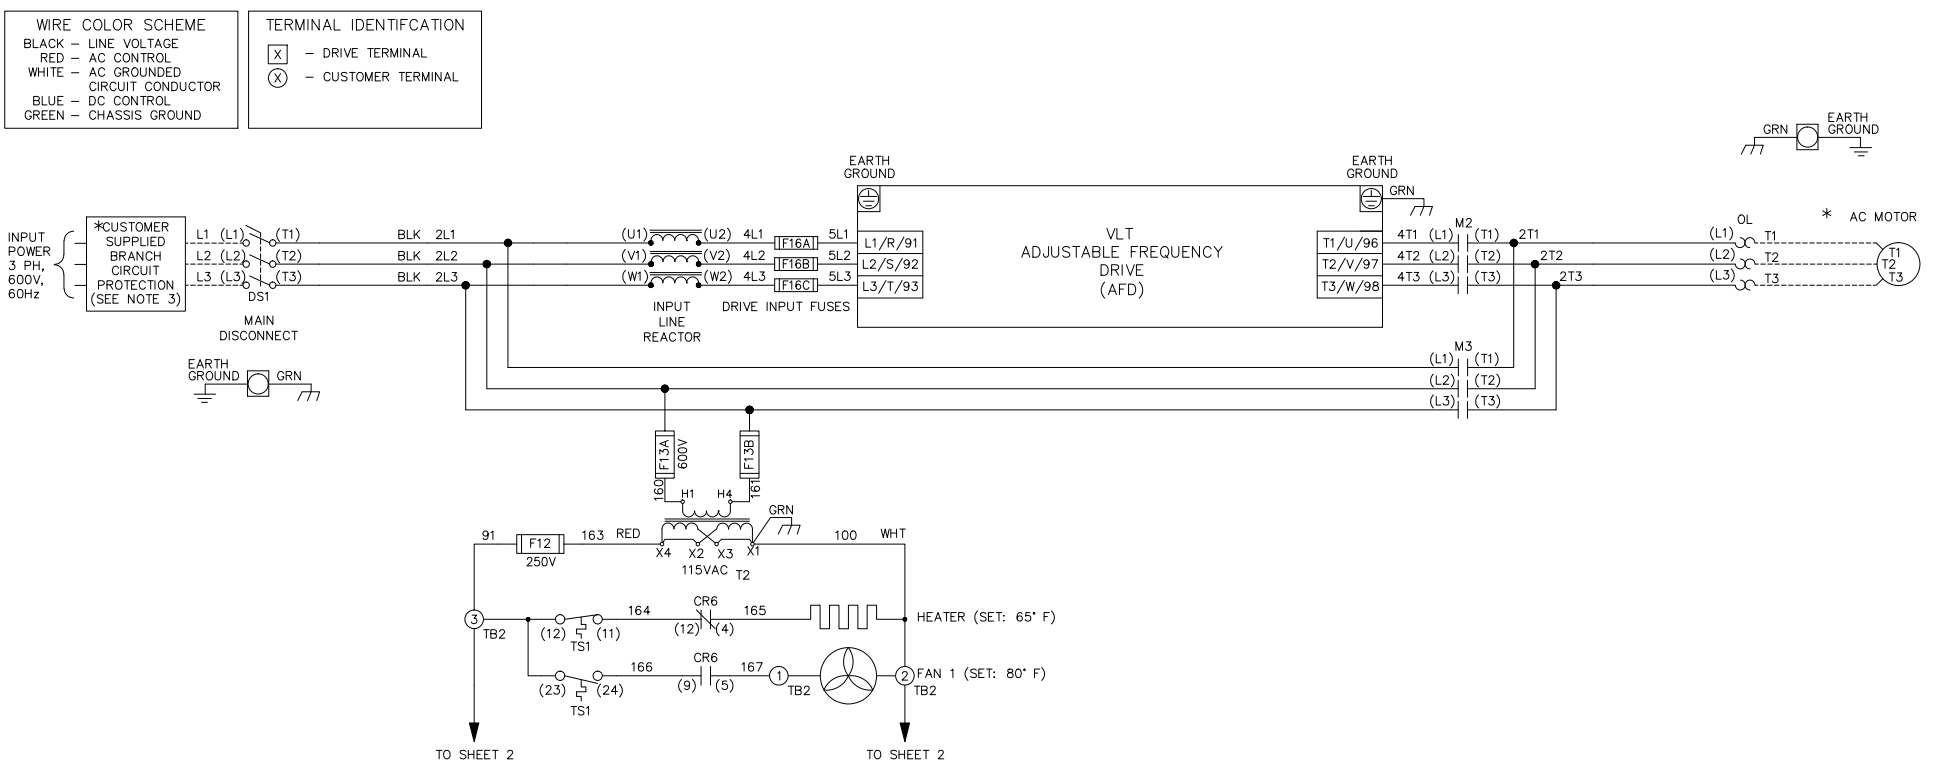 WIRE COLOR SCHEME
BLACK – LINE VOLTAGE
RED – AC CONTROL
WHITE – AC GROUNDED
CIRCUIT CONDUCTOR
BLUE – DC CONTROL
GREEN – CHASSIS GROUND
TERMINAL IDENTIFCATION
X – DRIVE TERMINAL
X – CUSTOMER TERMINAL
INPUT
POWER
3 PH,
600V,
60Hz
*CUSTOMER
SUPPLIED
BRANCH
CIRCUIT
PROTECTION
(SEE NOTE 3)
L1 (L1) (T1)
L2 (L2) (T2)
L3 (L3) (T3)
DS1
MAIN
DISCONNECT
EARTH
GROUND
GRN
BLK 2L1
BLK 2L2
BLK 2L3
(U1) (U2) 4L1 F16A 5L1
(V1) (V2) 4L2 F16B 5L2
(W1) (W2) 4L3 F16C 5L3
INPUT
LINE
REACTOR
DRIVE INPUT FUSES
EARTH
GROUND
L1/R/91
L2/S/92
L3/T/93
VLT
ADJUSTABLE FREQUENCY
DRIVE
(AFD)
EARTH
GROUND
GRN
T1/U/96
T2/V/97
T3/W/98
M2
4T1 (L1) (T1) 2T1
4T2 (L2) (T2) 2T2
4T3 (L3) (T3) 2T3
M3
(L1) (T1)
(L2) (T2)
(L3) (T3)
GRN
EARTH
GROUND
OL
(L1) T1
(L2) T2
(L3) T3
* AC MOTOR
T1
T2
T3
F13A
600V
F13B
160
161
H1 H4
GRN
91 F12 163 RED
250V
X4 X2 X3 X1
100 WHT
115VAC T2
3
TB2
(12) (11)
TS1
164
CR6
(12) (4)
165
HEATER (SET: 65° F)
(23) (24)
TS1
166
CR6
(9) (5)
167
1
TB2
2
TB2
FAN 1 (SET: 80° F)
TO SHEET 2
TO SHEET 2